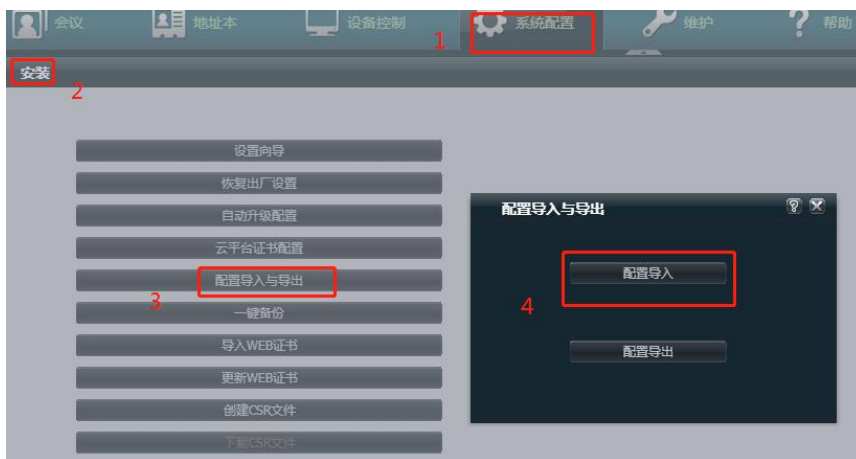 会议 地址本 设备控制 1 系统配置 维护 ? 帮助
安装
2
设置向导
恢复出厂设置
自动升级配置
云平台证书配置
配置导入与导出
3
一键备份
导入WEB证书
更新WEB证书
创建CSR文件
下载CSR文件
配置导入与导出 ?
配置导入
4
配置导出